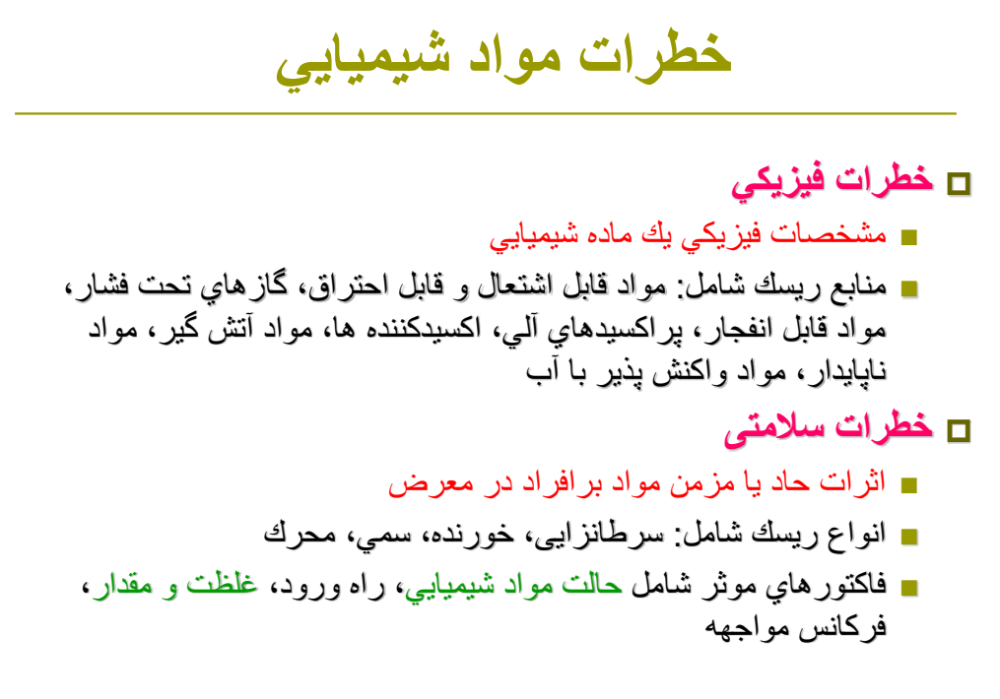 خطرات مواد شيميايي
خطرات فيزيكي
مشخصات فيزيكي يك ماده شيميايي
منابع ريسك شامل: مواد قابل اشتعال و قابل احتراق، گازهاي تحت فشار،
مواد قابل انفجار، پراكسيدهاي آلي، اكسيدكننده ها، مواد آتش گير، مواد
ناپايدار، مواد واكنش پذير با آب
خطرات سلامتی
اثرات حاد يا مزمن مواد برافراد در معرض
انواع ريسك شامل: سرطانزايی، خورنده، سمي، محرك
فاكتورهاي موثر شامل حالت مواد شيميايي، راه ورود، غلظت و مقدار،
فركانس مواجهه